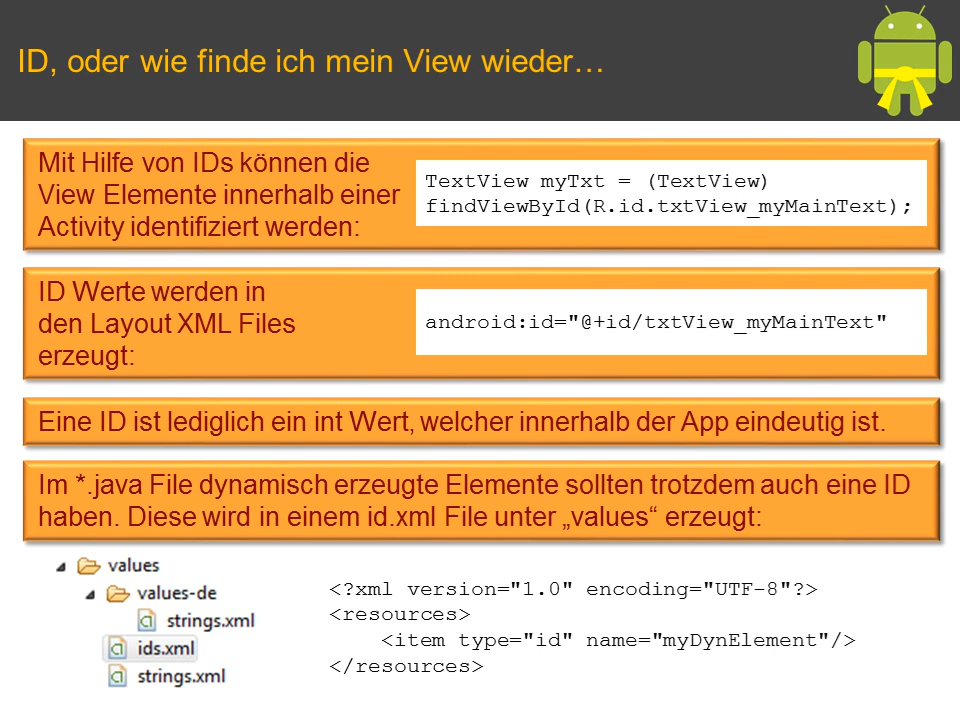 ID, oder wie finde ich mein View wieder…
Mit Hilfe von IDs können die
View Elemente innerhalb einer
Activity identifiziert werden:
TextView myTxt = (TextView)
findViewById(R.id.txtView_myMainText);
ID Werte werden in
den Layout XML Files
erzeugt:
android:id="@+id/txtView_myMainText"
Eine ID ist lediglich ein int Wert, welcher innerhalb der App eindeutig ist.
Im *.java File dynamisch erzeugte Elemente sollten trotzdem auch eine ID
haben. Diese wird in einem id.xml File unter „values“ erzeugt:
values
values-de
strings.xml
ids.xml
strings.xml
<?xml version="1.0" encoding="UTF-8"?>
<resources>
    <item type="id" name="myDynElement"/>
</resources>